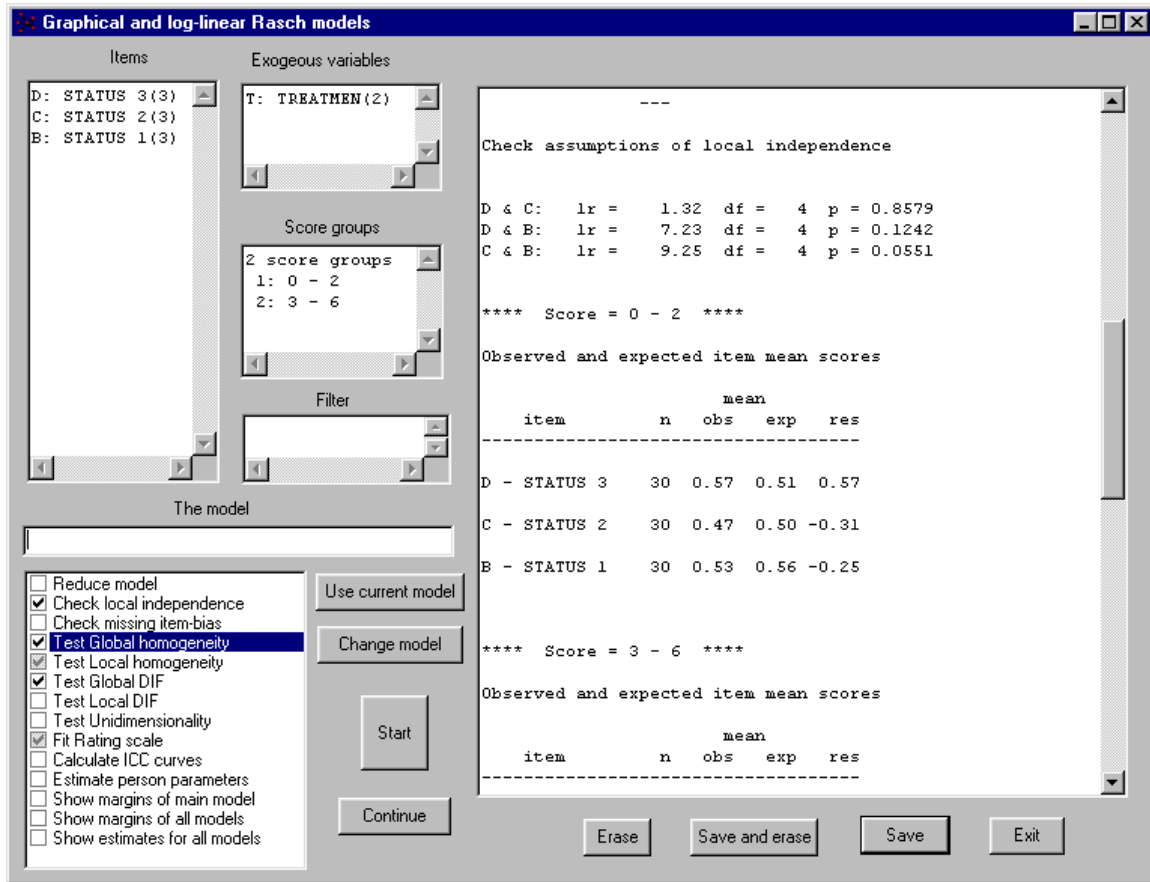 Graphical and log-linear Rasch models
Items
D: STATUS 3(3)
C: STATUS 2(3)
B: STATUS 1(3)
Exogeous variables
T: TREATMEN(2)
Score groups
2 score groups
1: 0 - 2
2: 3 - 6
Filter
The model
Reduce model
Check local independence
Check missing item-bias
Test Global homogeneity
Test Local homogeneity
Test Global DIF
Test Local DIF
Test Unidimensionality
Fit Rating scale
Calculate ICC curves
Estimate person parameters
Show margins of main model
Show margins of all models
Show estimates for all models
Use current model
Change model
Start
Continue
---
Check assumptions of local independence
D & C: lr = 1.32 df = 4 p = 0.8579
D & B: lr = 7.23 df = 4 p = 0.1242
C & B: lr = 9.25 df = 4 p = 0.0551
**** Score = 0 - 2 ****
Observed and expected item mean scores
mean
item n obs exp res
------------------------------------
D - STATUS 3 30 0.57 0.51 0.57
C - STATUS 2 30 0.47 0.50 -0.31
B - STATUS 1 30 0.53 0.56 -0.25
**** Score = 3 - 6 ****
Observed and expected item mean scores
mean
item n obs exp res
------------------------------------
Erase
Save and erase
Save
Exit